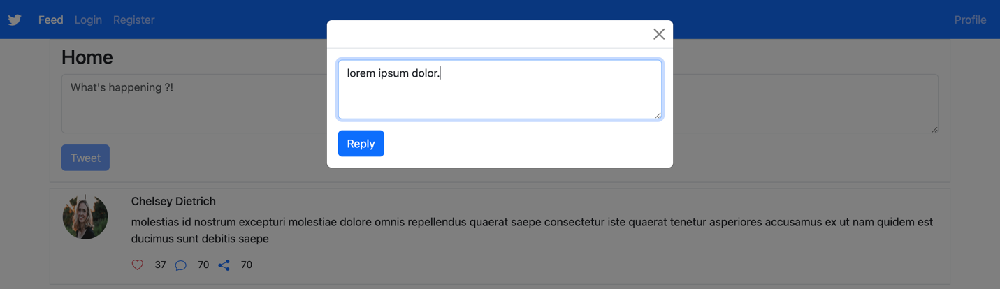 Feed Login Register Profile
Home
What's happening ?!
Tweet
lorem ipsum dolor.
Reply
Chelsey Dietrich
molestias id nostrum excepturi molestiae dolore omnis repellendus quaerat saepe consectetur iste quaerat tenetur asperiores accusamus ex ut nam quidem est
ducimus sunt debitis saepe
37 70 70